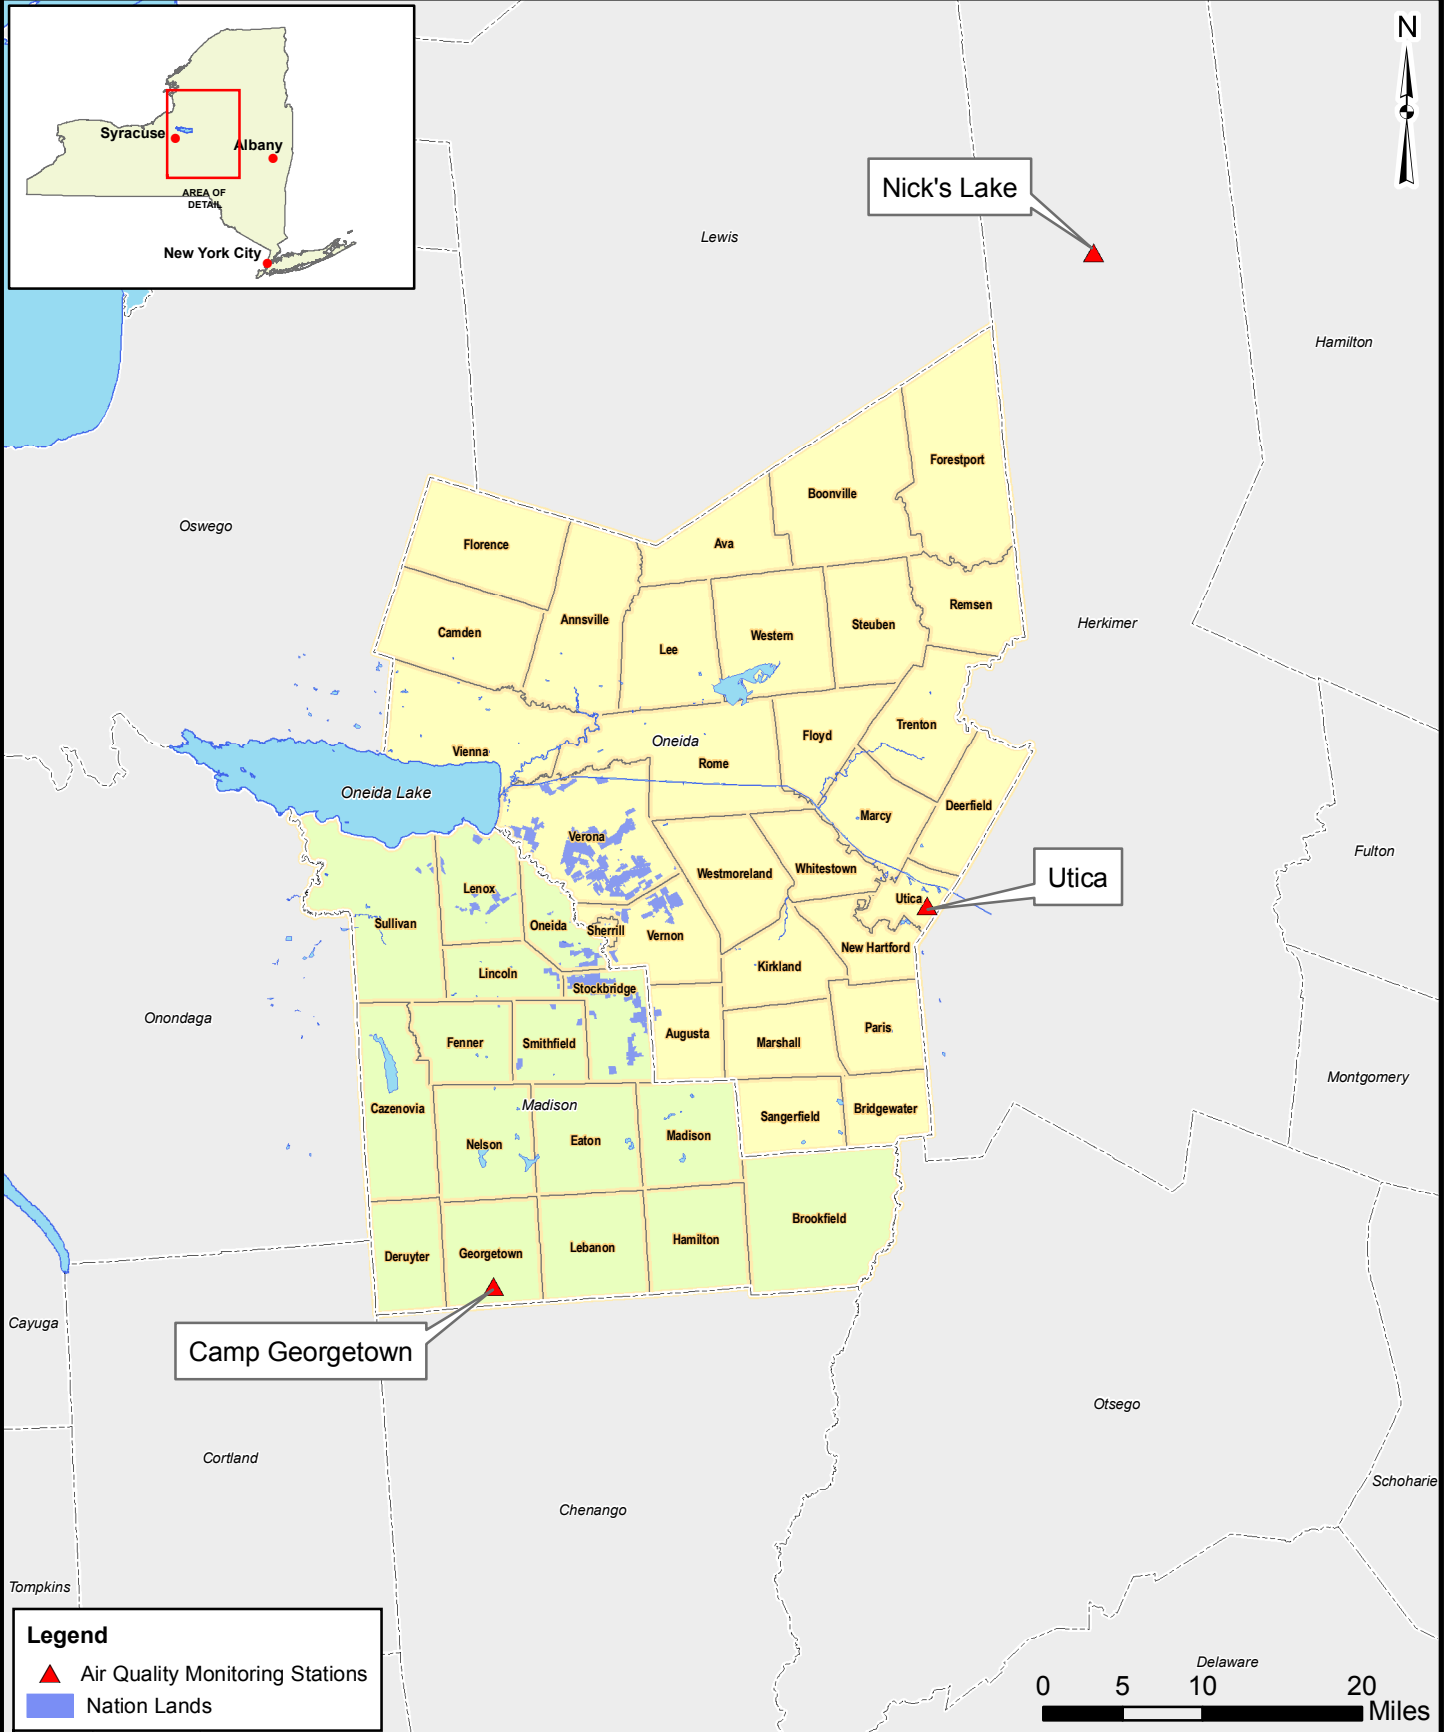 Syracuse
Albany
AREA OF
DETAIL
New York City
N
Nick's Lake
Lewis
Hamilton
Forestport
Boonville
Oswego
Florence
Ava
Remsen
Annsville
Herkimer
Camden
Steuben
Western
Lee
Trenton
Floyd
Oneida
Vienna
Rome
Oneida Lake
Deerfield
Marcy
Verona
Fulton
Whitestown
Westmoreland
Utica
Lenox
Utica
Sullivan
Oneida
Sherrill
Vernon
New Hartford
Kirkland
Lincoln
Stockbridge
Onondaga
Paris
Augusta
Fenner
Smithfield
Marshall
Montgomery
Madison
Cazenovia
Bridgewater
Sangerfield
Madison
Eaton
Nelson
Brookfield
Hamilton
Lebanon
Georgetown
Deruyter
Cayuga
Camp Georgetown
Otsego
Cortland
Schoharie
Chenango
Tompkins
Legend
Air Quality Monitoring Stations
Nation Lands
Delaware
0 5 10 20
Miles